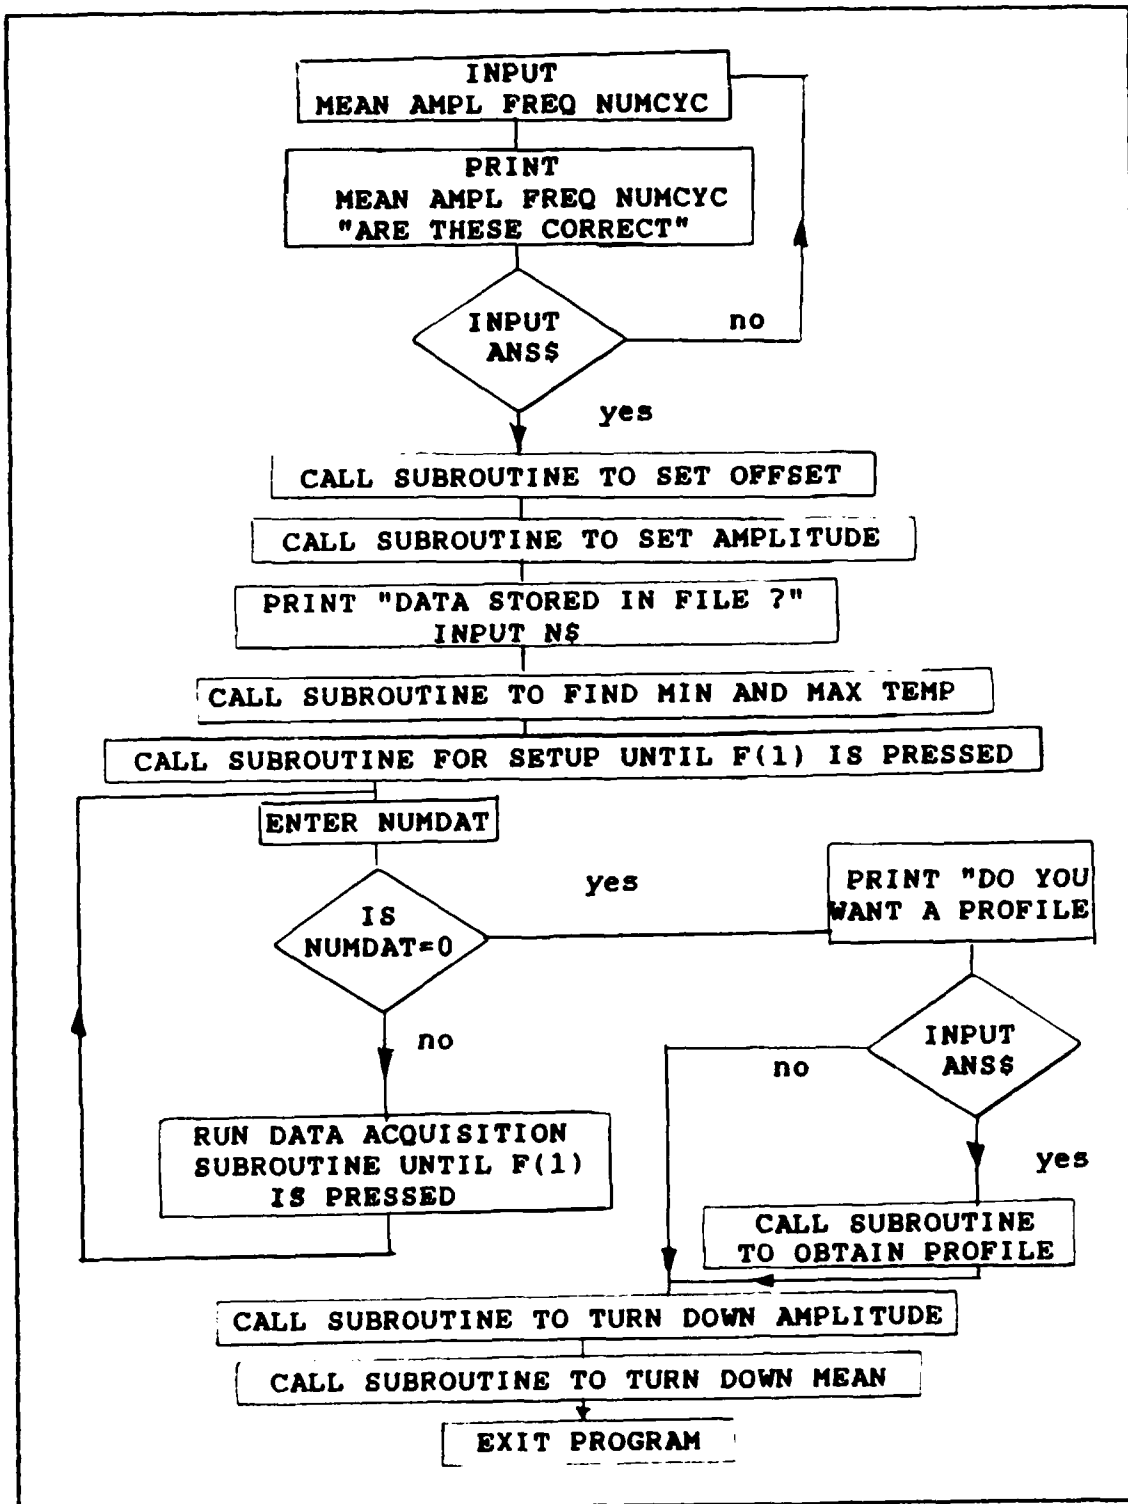 INPUT
MEAN AMPL FREQ NUMCYC
PRINT
MEAN AMPL FREQ NUMCYC
"ARE THESE CORRECT"
INPUT
ANS$
no
yes
CALL SUBROUTINE TO SET OFFSET
CALL SUBROUTINE TO SET AMPLITUDE
PRINT "DATA STORED IN FILE ?"
INPUT N$
CALL SUBROUTINE TO FIND MIN AND MAX TEMP
CALL SUBROUTINE FOR SETUP UNTIL F(1) IS PRESSED
ENTER NUMDAT
IS
NUMDAT=0
yes
PRINT "DO YOU
WANT A PROFILE
no
INPUT
ANS$
no
yes
RUN DATA ACQUISITION
SUBROUTINE UNTIL F(1)
IS PRESSED
CALL SUBROUTINE
TO OBTAIN PROFILE
CALL SUBROUTINE TO TURN DOWN AMPLITUDE
CALL SUBROUTINE TO TURN DOWN MEAN
EXIT PROGRAM